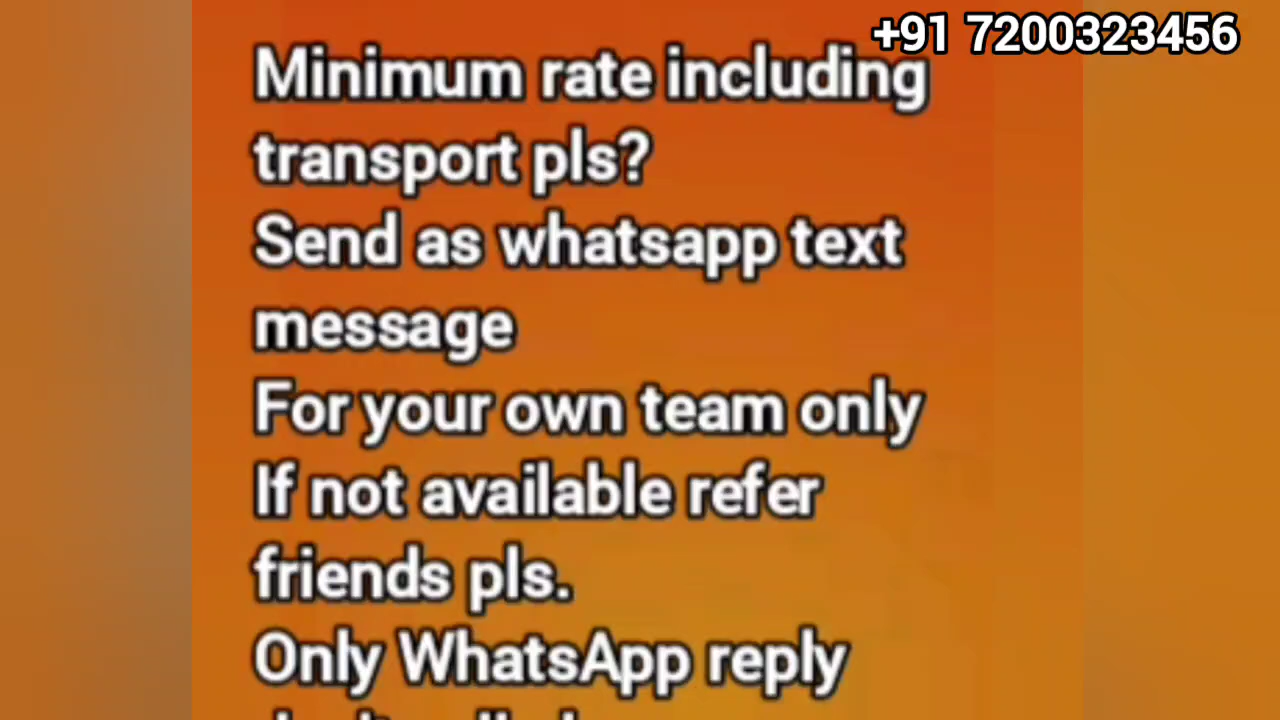 +91 7200323456
Minimum rate including
transport pls?
Send as whatsapp text
message
For your own team only
If not available refer
friends pls.
Only WhatsApp reply